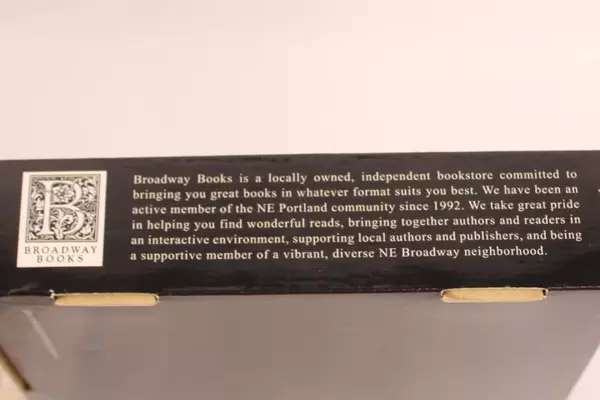 B
BROADWAY
BOOKS
Broadway Books is a locally owned, independent bookstore committed to
bringing you great books in whatever format suits you best. We have been an
active member of the NE Portland community since 1992. We take great pride
in helping you find wonderful reads, bringing together authors and readers in
an interactive environment, supporting local authors and publishers, and being
a supportive member of a vibrant, diverse NE Broadway neighborhood.